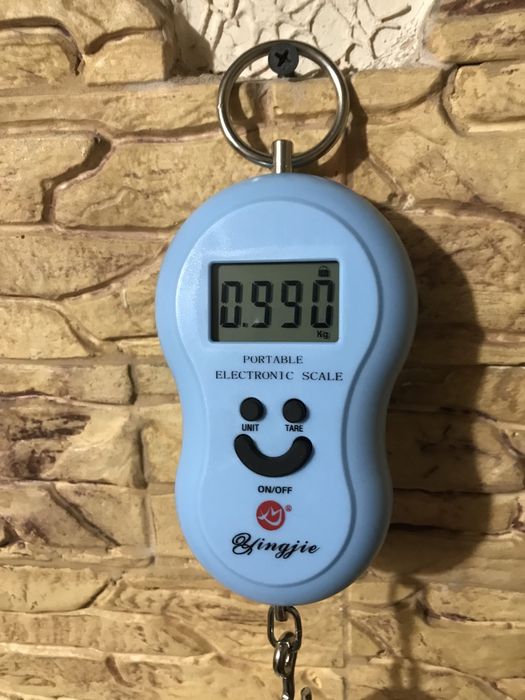 0.990
Kg
PORTABLE
ELECTRONIC SCALE
UNIT TARE
ON/OFF
®
Yingjie